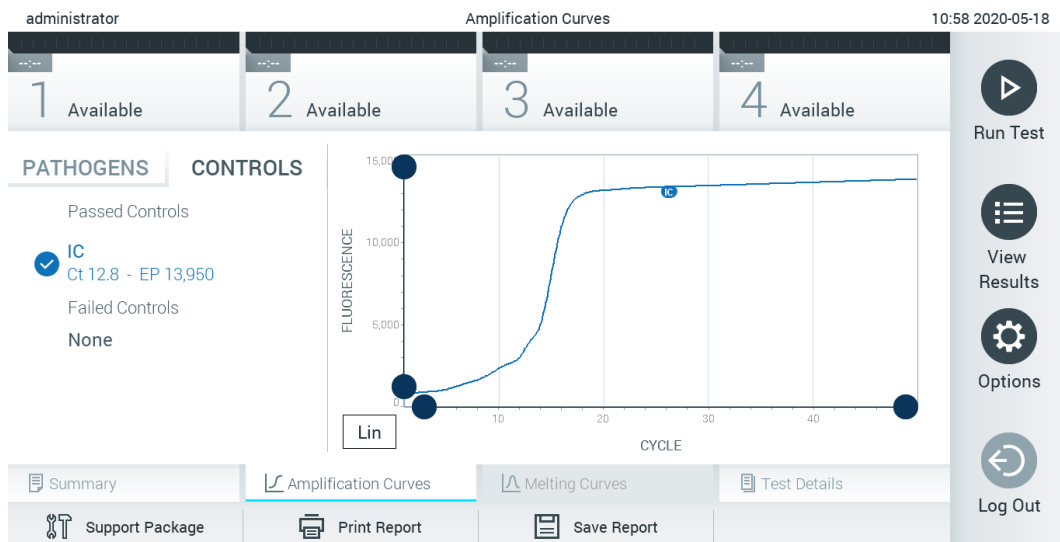 administrator
Amplification Curves
10:58 2020-05-18
--:--
1 Available
--:--
2 Available
--:--
3 Available
--:--
4 Available
Run Test
View
Results
Options
Log Out
PATHOGENS
CONTROLS
Passed Controls
IC
Ct 12.8 - EP 13,950
Failed Controls
None
FLUORESCENCE
10,000
5,000
0
IC
10
20
30
40
CYCLE
Lin
Summary
Amplification Curves
Melting Curves
Test Details
Support Package
Print Report
Save Report